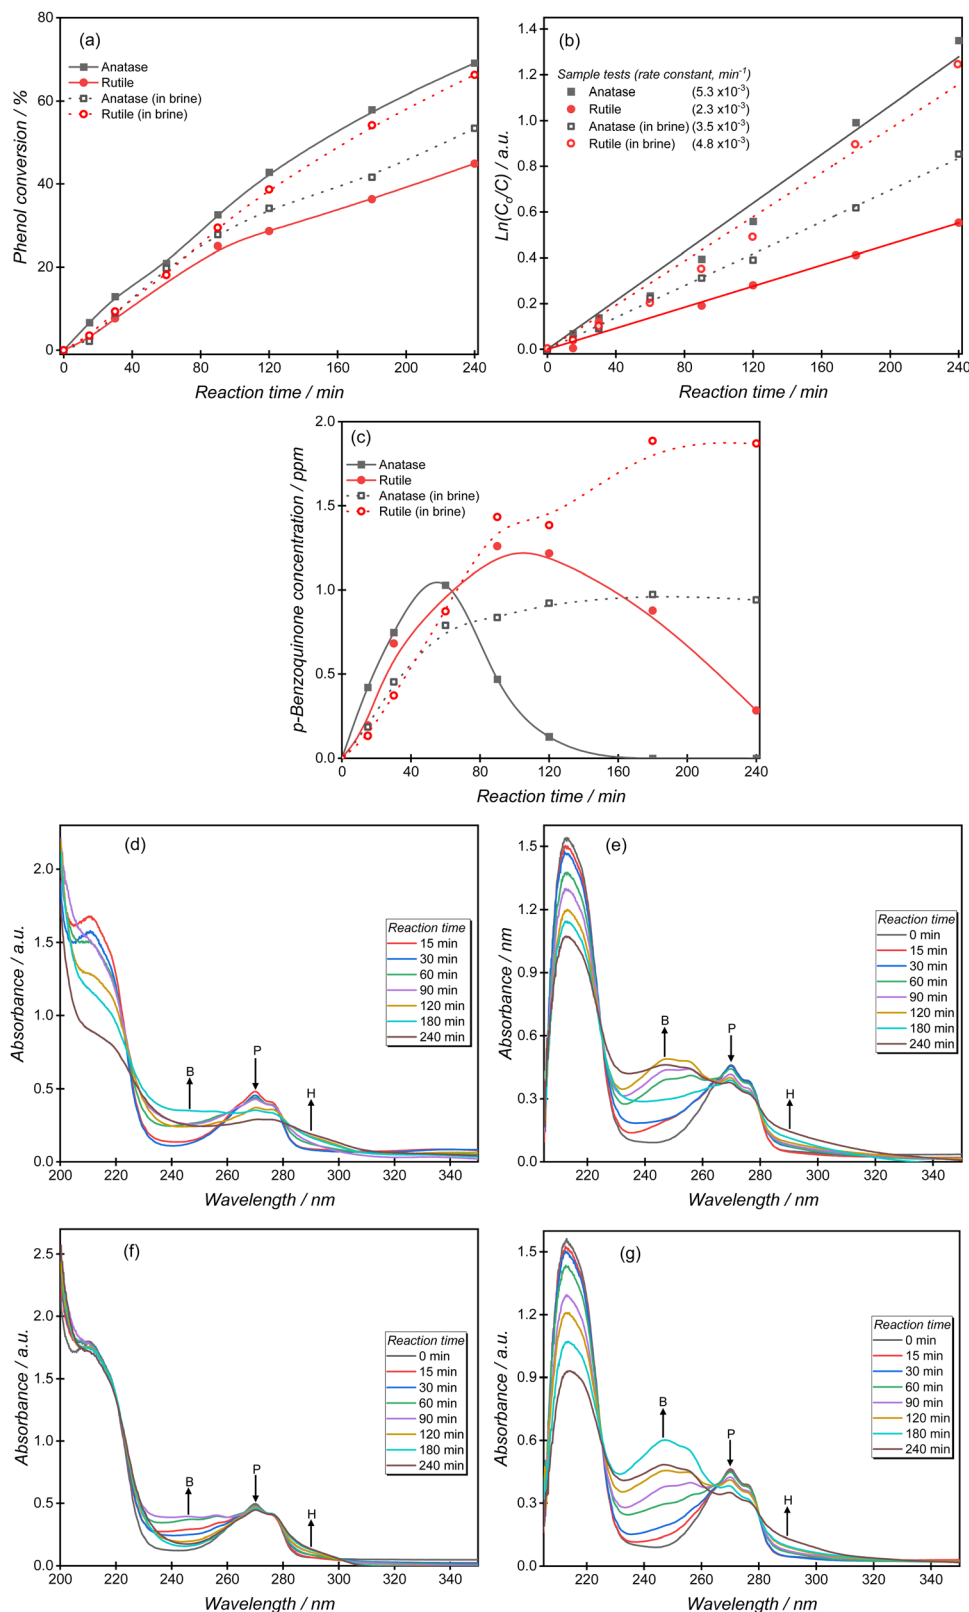 (a)
Phenol conversion / %
80
60
40
20
0
Anatase
Rutile
Anatase (in brine)
Rutile (in brine)
0 40 80 120 160 200 240
Reaction time / min
(b)
Ln(C₀/C) / a.u.
1.4
1.2
1.0
0.8
0.6
0.4
0.2
0.0
Sample tests (rate constant, min⁻¹)
Anatase (5.3 x10⁻³)
Rutile (2.3 x10⁻³)
Anatase (in brine) (3.5 x10⁻³)
Rutile (in brine) (4.8 x10⁻³)
0 40 80 120 160 200 240
Reaction time / min
(c)
p-Benzoquinone concentration / ppm
2.0
1.5
1.0
0.5
0.0
Anatase
Rutile
Anatase (in brine)
Rutile (in brine)
0 40 80 120 160 200 240
Reaction time / min
(d)
Absorbance / a.u.
2.0
1.5
1.0
0.5
0.0
Reaction time
15 min
30 min
60 min
90 min
120 min
180 min
240 min
B
P
H
200 220 240 260 280 300 320 340
Wavelength / nm
(e)
Absorbance / nm
1.5
1.2
0.9
0.6
0.3
0.0
Reaction time
0 min
15 min
30 min
60 min
90 min
120 min
180 min
240 min
B
P
H
220 240 260 280 300 320 340
Wavelength / nm
(f)
Absorbance / a.u.
2.5
2.0
1.5
1.0
0.5
0.0
Reaction time
0 min
15 min
30 min
60 min
90 min
120 min
180 min
240 min
B
P
H
200 220 240 260 280 300 320 340
Wavelength / nm
(g)
Absorbance / a.u.
1.5
1.2
0.9
0.6
0.3
0.0
Reaction time
0 min
15 min
30 min
60 min
90 min
120 min
180 min
240 min
B
P
H
220 240 260 280 300 320 340
Wavelength / nm